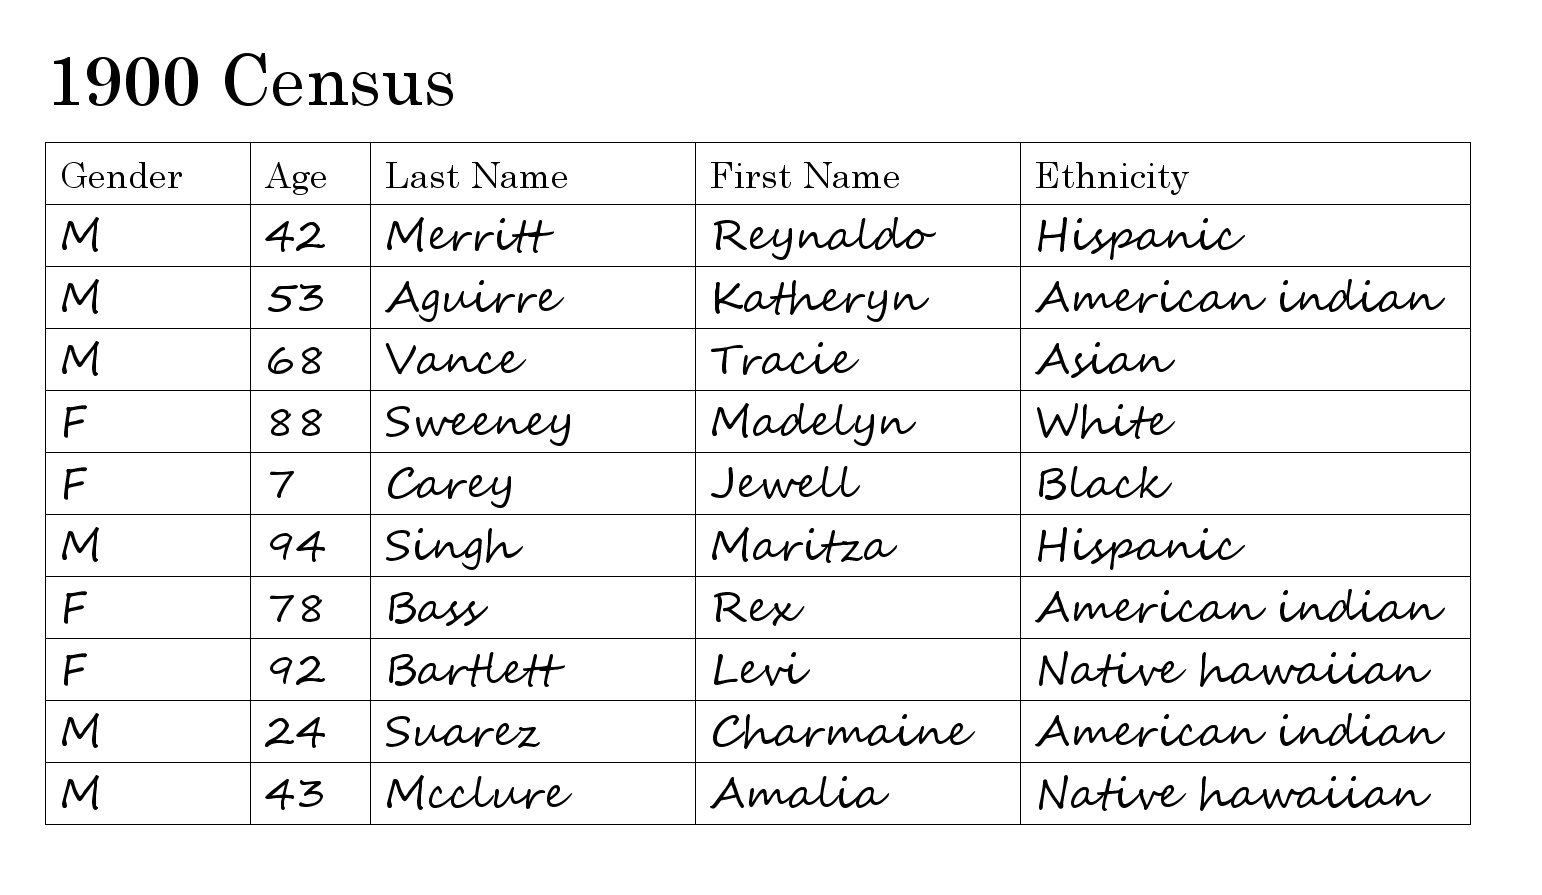 1900 Census
Gender Age Last Name First Name Ethnicity
M 42 Merritt Reynaldo Hispanic
M 53 Aguirre Katheryn American indian
M 68 Vance Tracie Asian
F 88 Sweeney Madelyn White
F 7 Carey Jewell Black
M 94 Singh Maritza Hispanic
F 78 Bass Rex American indian
F 92 Bartlett Levi Native hawaiian
M 24 Suarez Charmaine American indian
M 43 Mcclure Amalia Native hawaiian